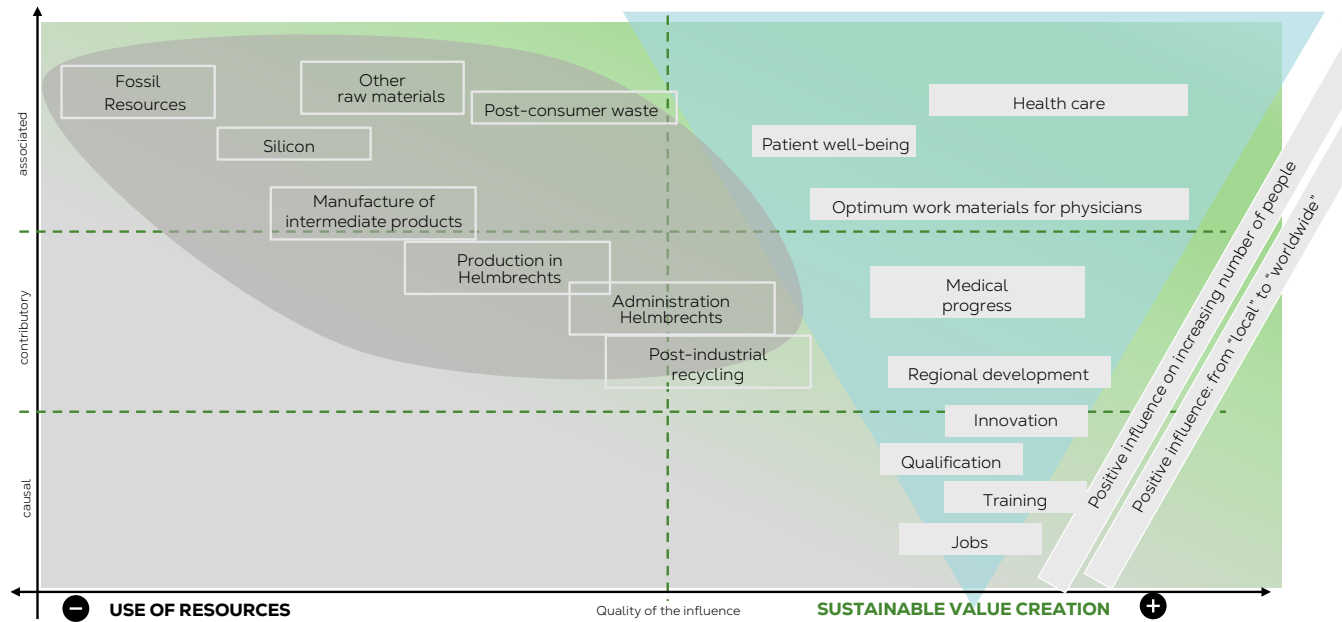 associated
contributory
causal
Fossil
Resources
Other
raw materials
Post-consumer waste
Silicon
Manufacture of
intermediate products
Production in
Helmbrechts
Administration
Helmbrechts
Post-industrial
recycling
Health care
Patient well-being
Optimum work materials for physicians
Medical
progress
Regional development
Innovation
Qualification
Training
Jobs
Positive influence on increasing number of people
Positive influence: from “local” to “worldwide”
− USE OF RESOURCES
Quality of the influence
SUSTAINABLE VALUE CREATION +